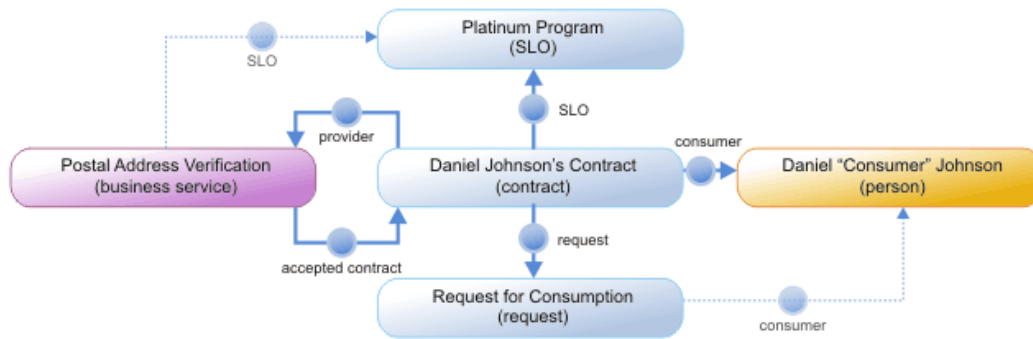 Platinum Program
(SLO)
SLO
SLO
provider
consumer
Postal Address Verification
(business service)
Daniel Johnson's Contract
(contract)
Daniel "Consumer" Johnson
(person)
request
accepted contract
Request for Consumption
(request)
consumer